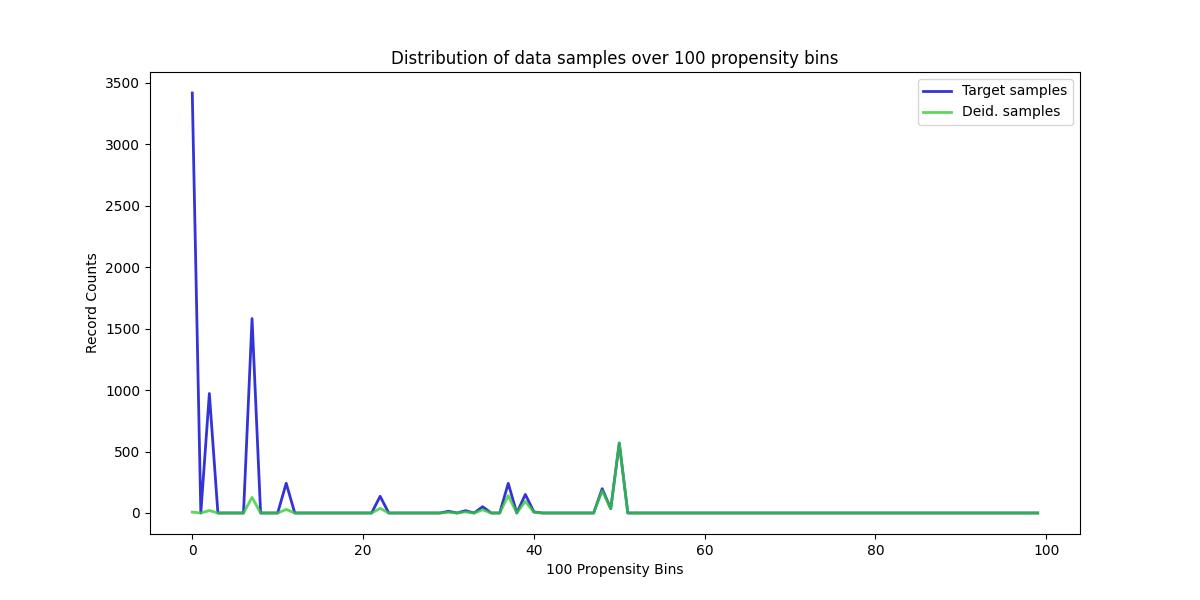 Distribution of data samples over 100 propensity bins
Target samples
Deid. samples
Record Counts
3500
3000
2500
2000
1500
1000
500
0
0 20 40 60 80 100
100 Propensity Bins